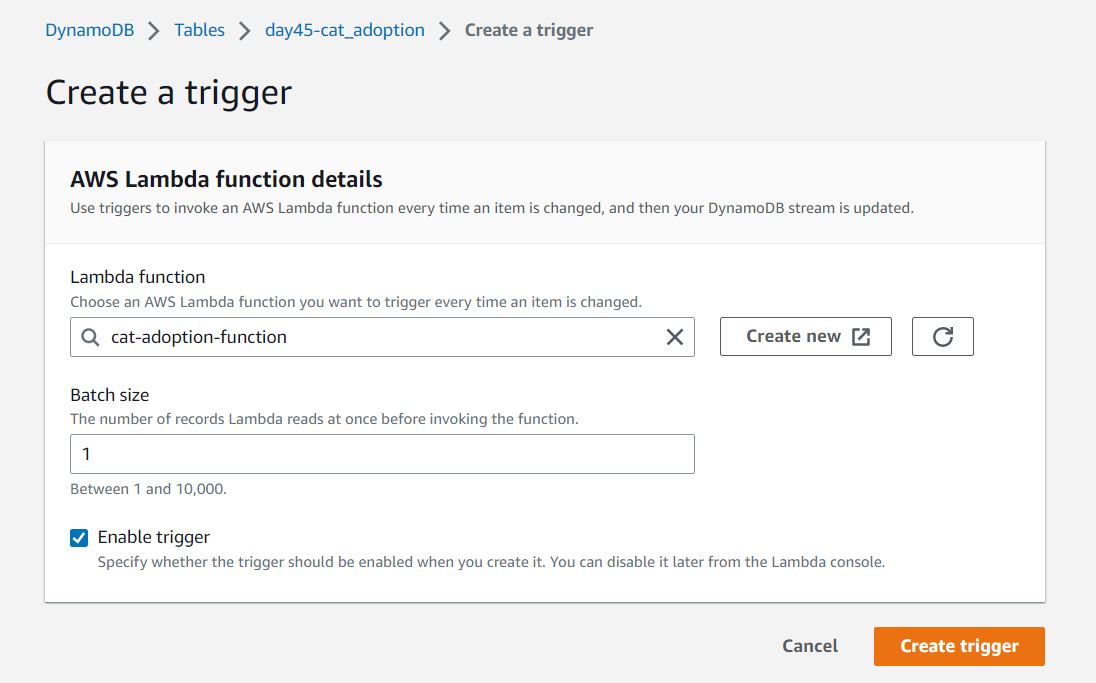 DynamoDB > Tables > day45-cat_adoption > Create a trigger
Create a trigger
AWS Lambda function details
Use triggers to invoke an AWS Lambda function every time an item is changed, and then your DynamoDB stream is updated.
Lambda function
Choose an AWS Lambda function you want to trigger every time an item is changed.
cat-adoption-function
Create new
Batch size
The number of records Lambda reads at once before invoking the function.
1
Between 1 and 10,000.
Enable trigger
Specify whether the trigger should be enabled when you create it. You can disable it later from the Lambda console.
Cancel
Create trigger